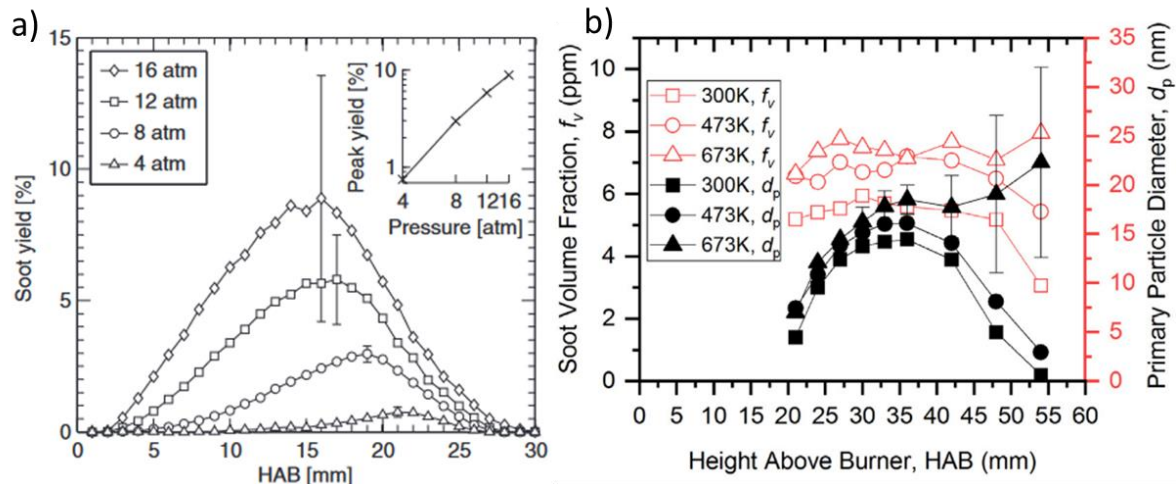 a)
15
10
5
0
Soot yield [%]
16 atm
12 atm
8 atm
4 atm
10
1
Peak yield [%]
4 8 1216
Pressure [atm]
0 5 10 15 20 25 30
HAB [mm]
b)
10
8
6
4
2
0
Soot Volume Fraction, fv (ppm)
300K, fv
473K, fv
673K, fv
300K, dp
473K, dp
673K, dp
35
30
25
20
15
10
5
0
Primary Particle Diameter, dp (nm)
0 5 10 15 20 25 30 35 40 45 50 55 60
Height Above Burner, HAB (mm)